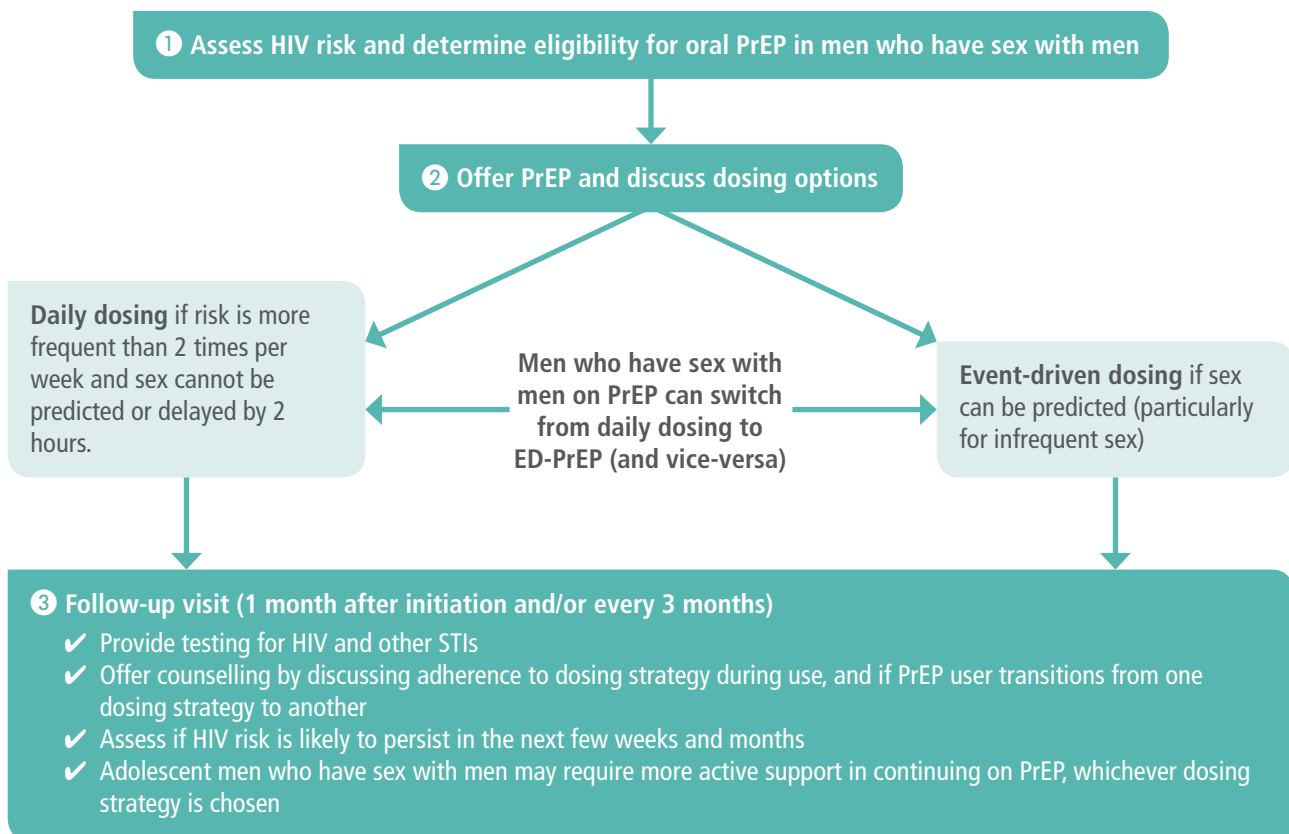 ❶ Assess HIV risk and determine eligibility for oral PrEP in men who have sex with men
❷ Offer PrEP and discuss dosing options
Daily dosing if risk is more
frequent than 2 times per
week and sex cannot be
predicted or delayed by 2
hours.
Men who have sex with
men on PrEP can switch
from daily dosing to
ED-PrEP (and vice-versa)
Event-driven dosing if sex
can be predicted (particularly
for infrequent sex)
❸ Follow-up visit (1 month after initiation and/or every 3 months)
✔ Provide testing for HIV and other STIs
✔ Offer counselling by discussing adherence to dosing strategy during use, and if PrEP user transitions from one
dosing strategy to another
✔ Assess if HIV risk is likely to persist in the next few weeks and months
✔ Adolescent men who have sex with men may require more active support in continuing on PrEP, whichever dosing
strategy is chosen